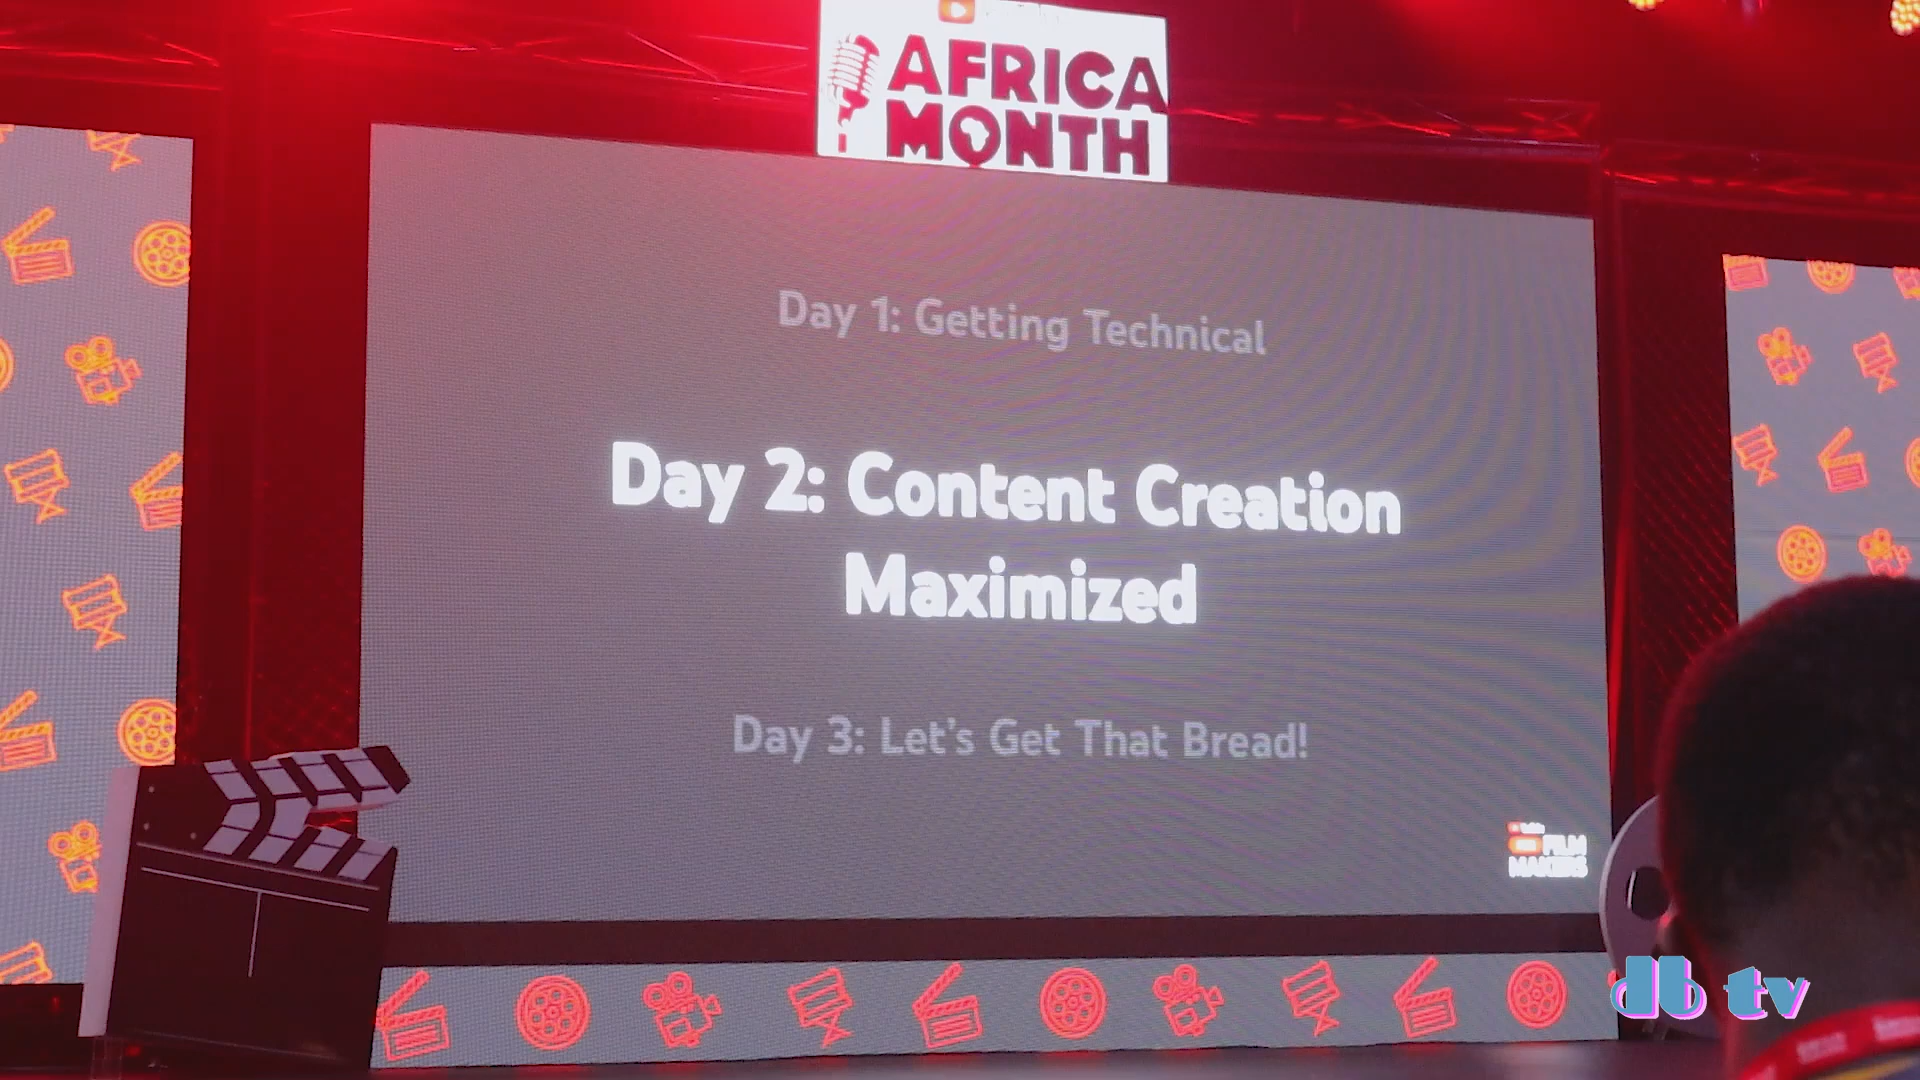 AFRICA
MONTH
Day 1: Getting Technical
Day 2: Content Creation
Maximized
Day 3: Let's Get That Bread!
FILM
MAKERS
db tv